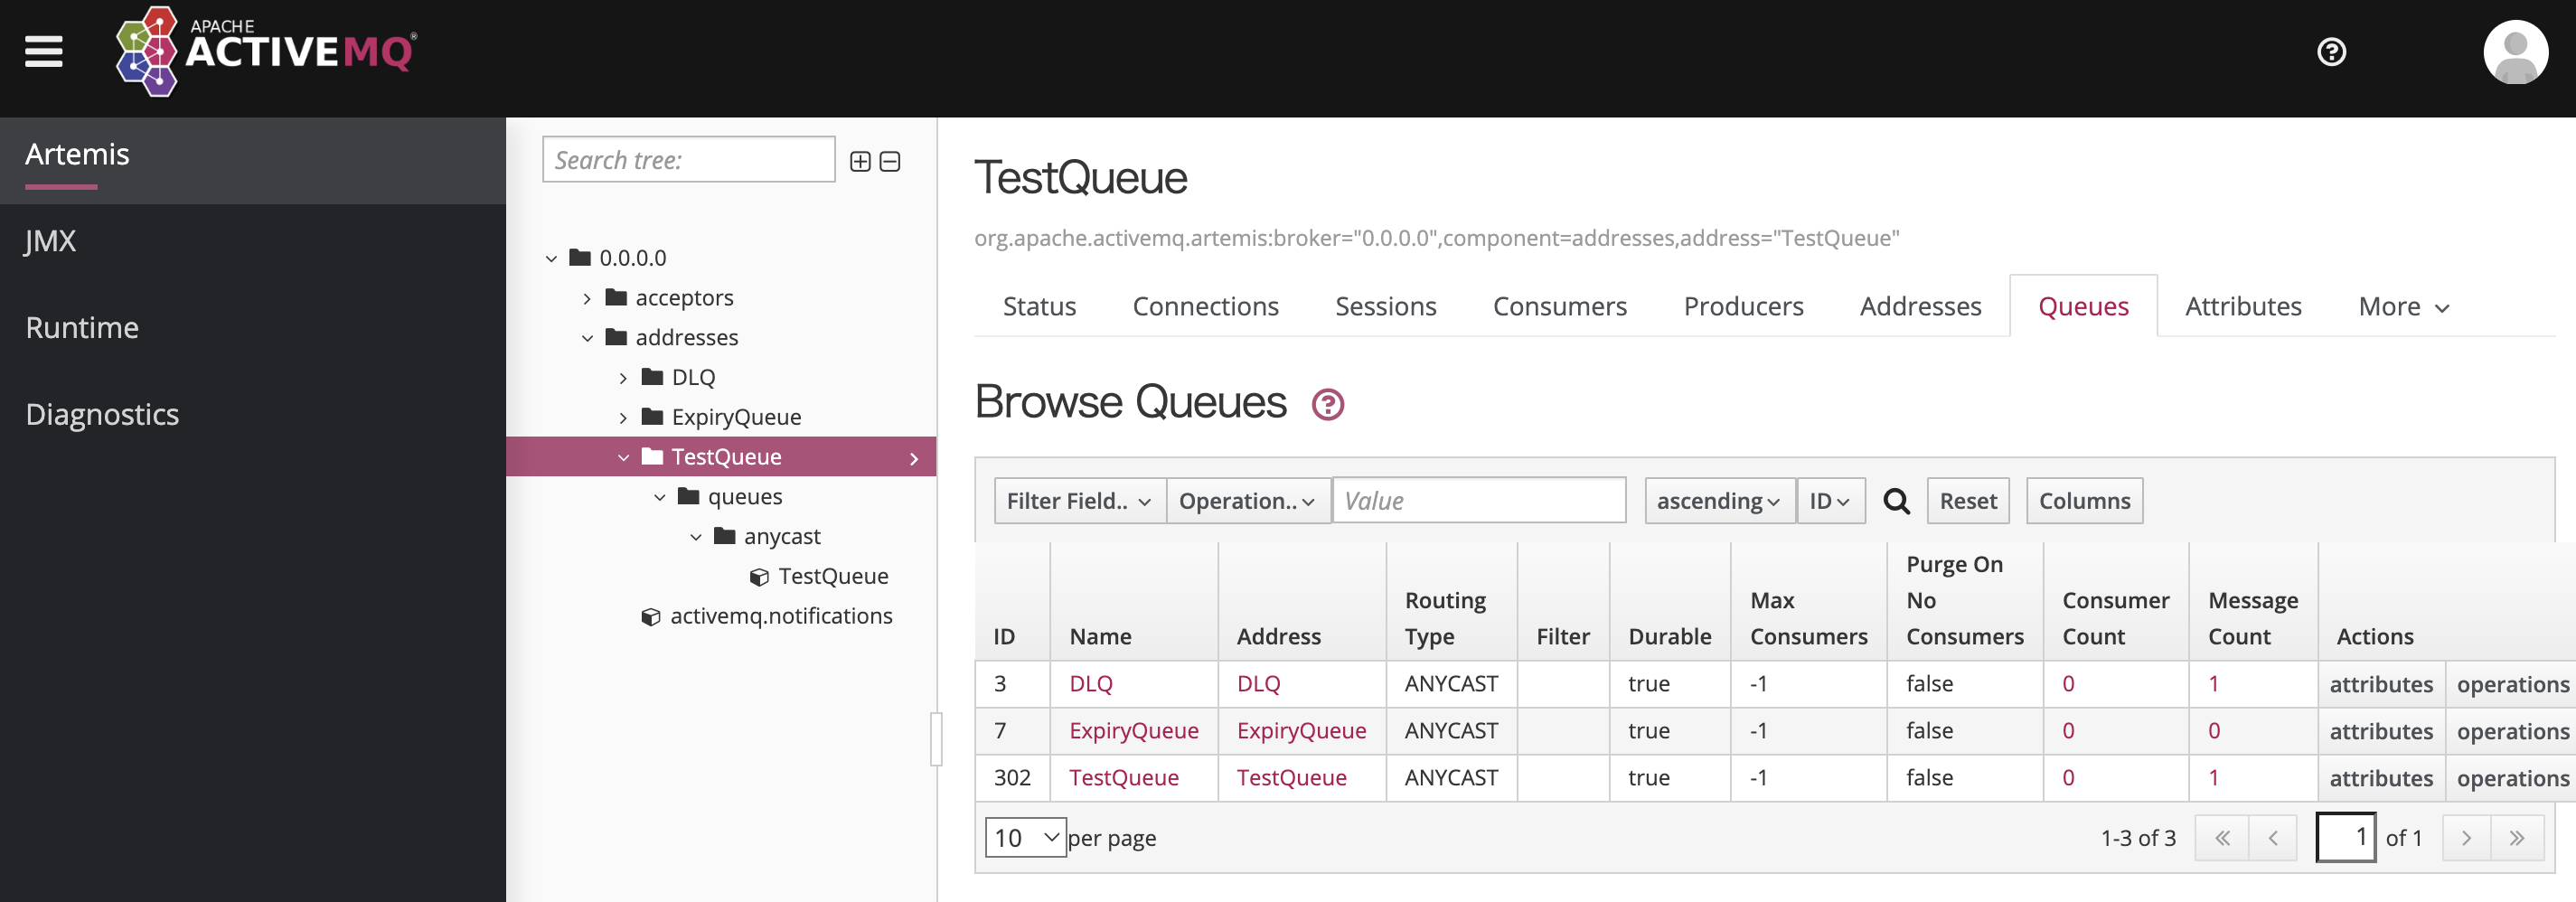 APACHE
ACTIVEMQ®
Artemis
JMX
Runtime
Diagnostics
Search tree:
0.0.0.0
acceptors
addresses
DLQ
ExpiryQueue
TestQueue
queues
anycast
TestQueue
activemq.notifications
TestQueue
org.apache.activemq.artemis:broker="0.0.0.0",component=addresses,address="TestQueue"
Status Connections Sessions Consumers Producers Addresses Queues Attributes More
Browse Queues
Filter Field.. Operation.. Value ascending ID Reset Columns
ID Name Address Routing Type Filter Durable Max Consumers Purge On No Consumers Consumer Count Message Count Actions
3 DLQ DLQ ANYCAST true -1 false 0 1 attributes operations
7 ExpiryQueue ExpiryQueue ANYCAST true -1 false 0 0 attributes operations
302 TestQueue TestQueue ANYCAST true -1 false 0 1 attributes operations
10 per page 1-3 of 3 1 of 1